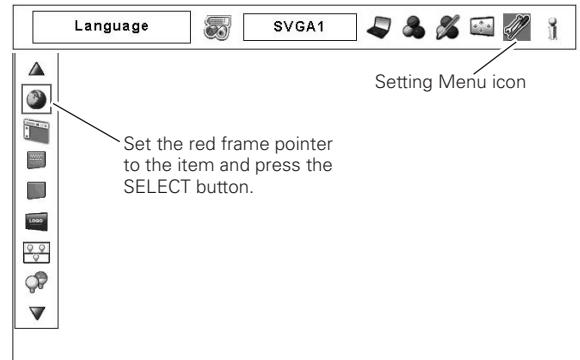 Language
SVGA1
Setting Menu icon
Set the red frame pointer
to the item and press the
SELECT button.
LOGO